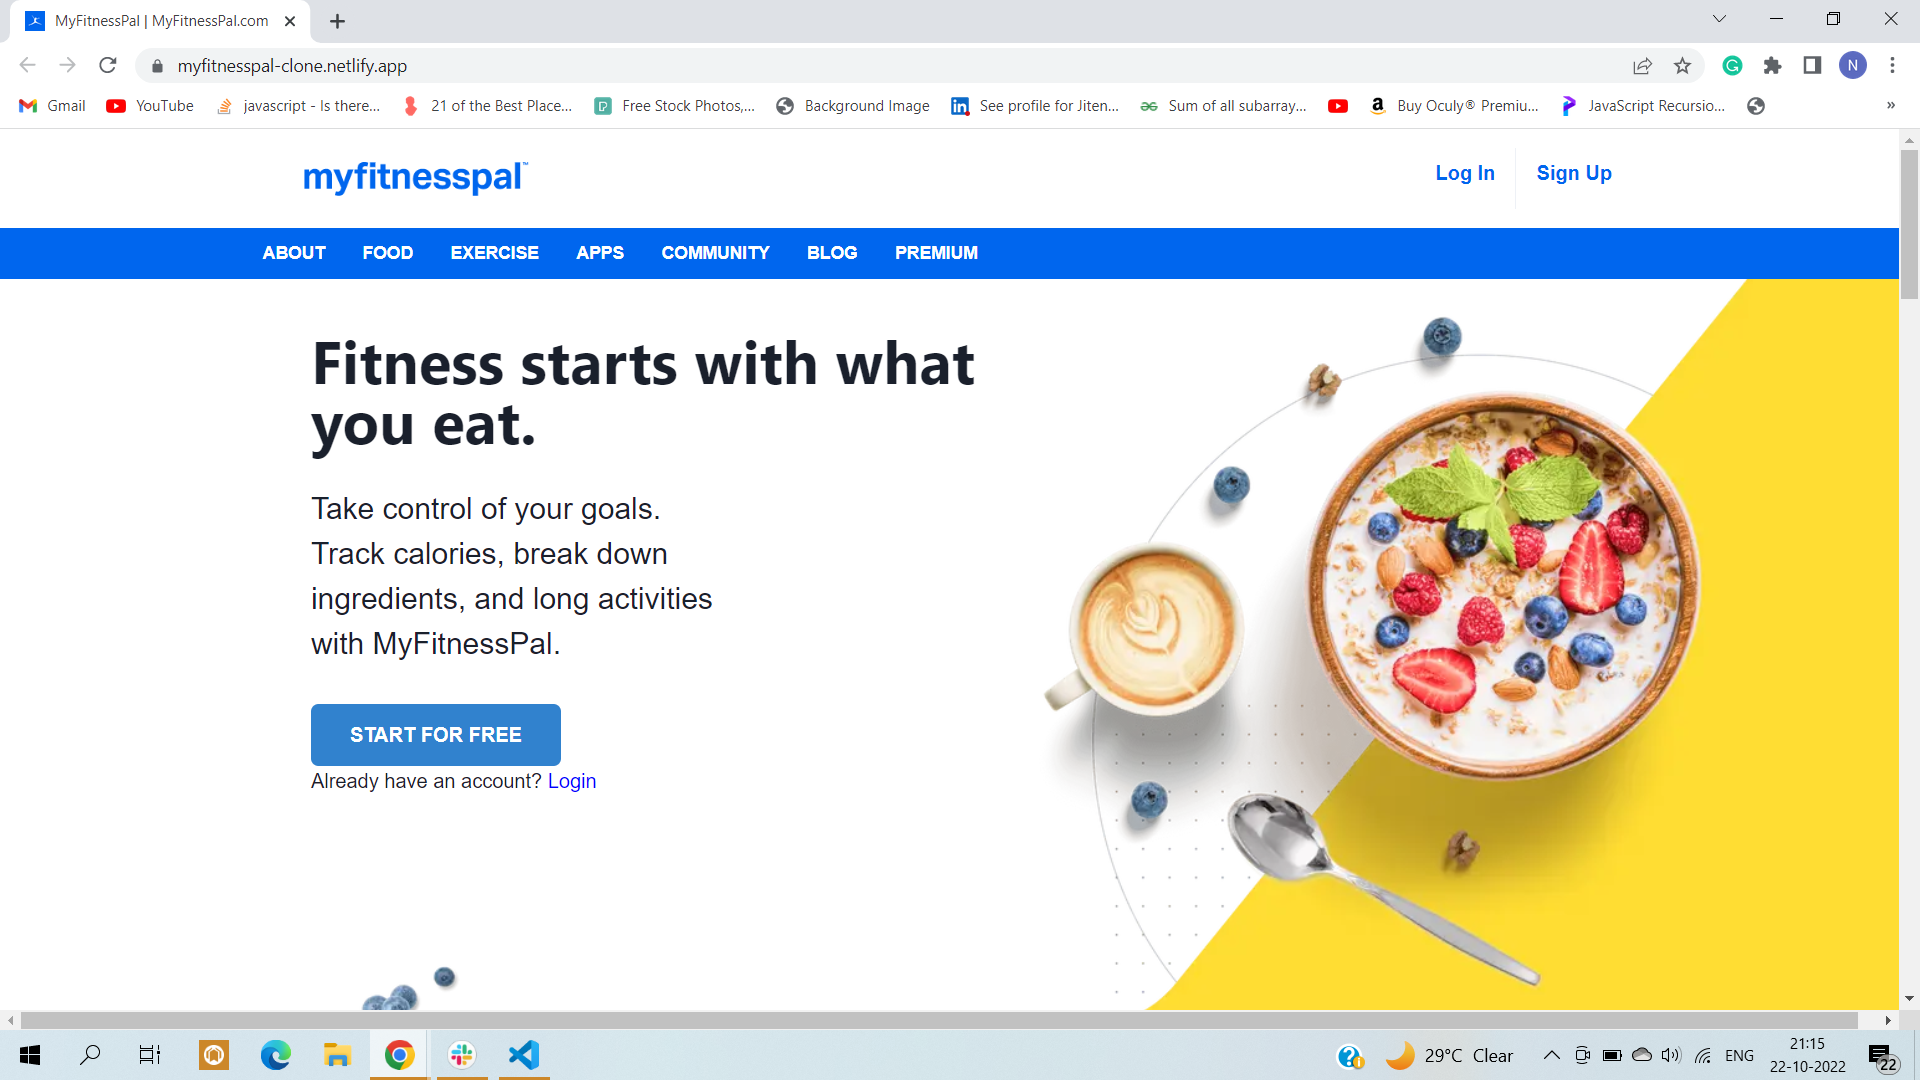 MyFitnessPal | MyFitnessPal.com
myfitnesspal-clone.netlify.app
N
Gmail
YouTube
javascript - Is there...
21 of the Best Place...
Free Stock Photos,...
Background Image
See profile for Jiten...
Sum of all subarray...
Buy Oculy® Premiu...
JavaScript Recursio...
»
myfitnesspal™
Log In
Sign Up
ABOUT
FOOD
EXERCISE
APPS
COMMUNITY
BLOG
PREMIUM
Fitness starts with what
you eat.
Take control of your goals.
Track calories, break down
ingredients, and long activities
with MyFitnessPal.
START FOR FREE
Already have an account? Login
29°C Clear
ENG
21:15
22-10-2022
22